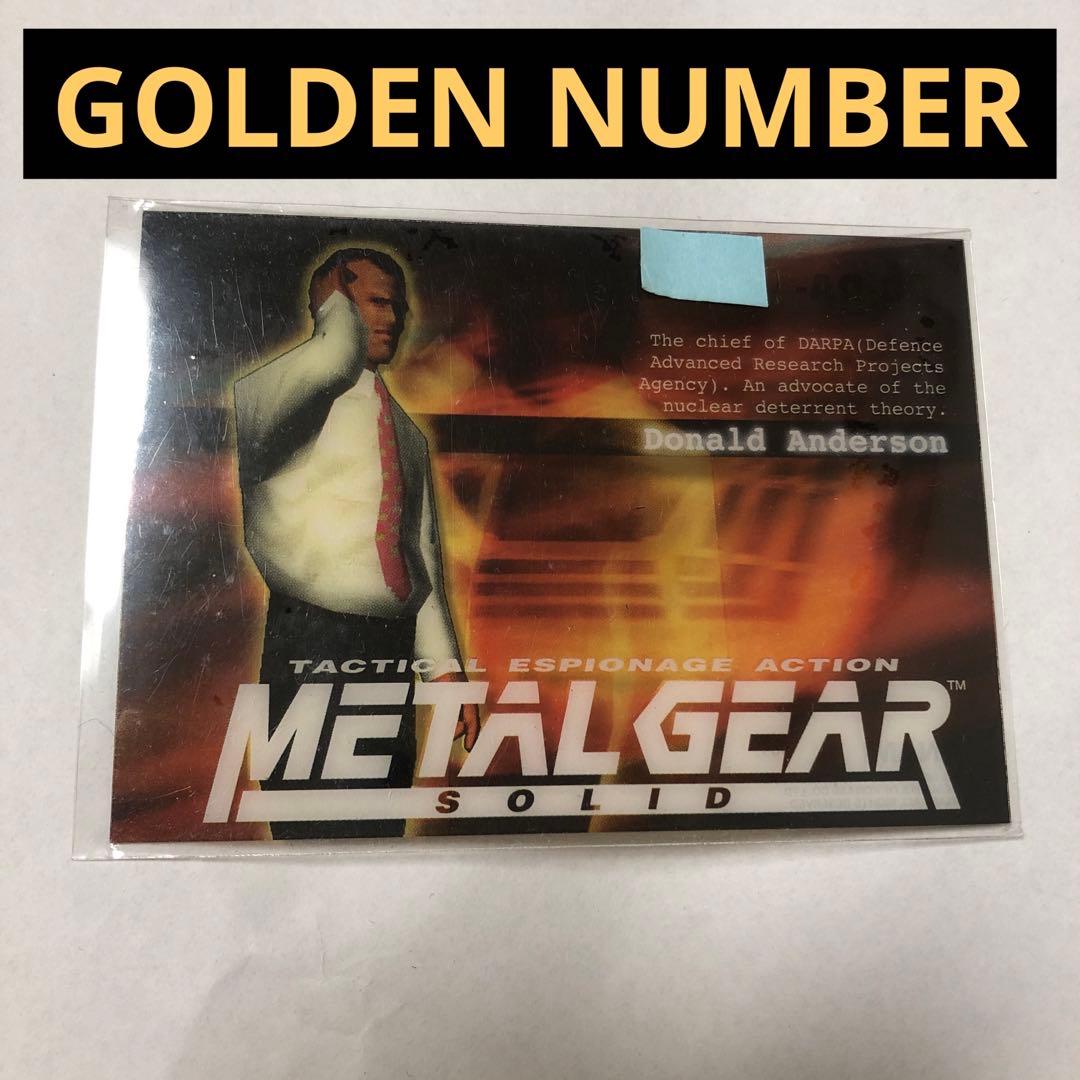 GOLDEN NUMBER
The chief of DARPA(Defence
Advanced Research Projects
Agency). An advocate of the
nuclear deterrent theory.
Donald Anderson
TACTICAL ESPIONAGE ACTION
METAL GEAR™
SOLID